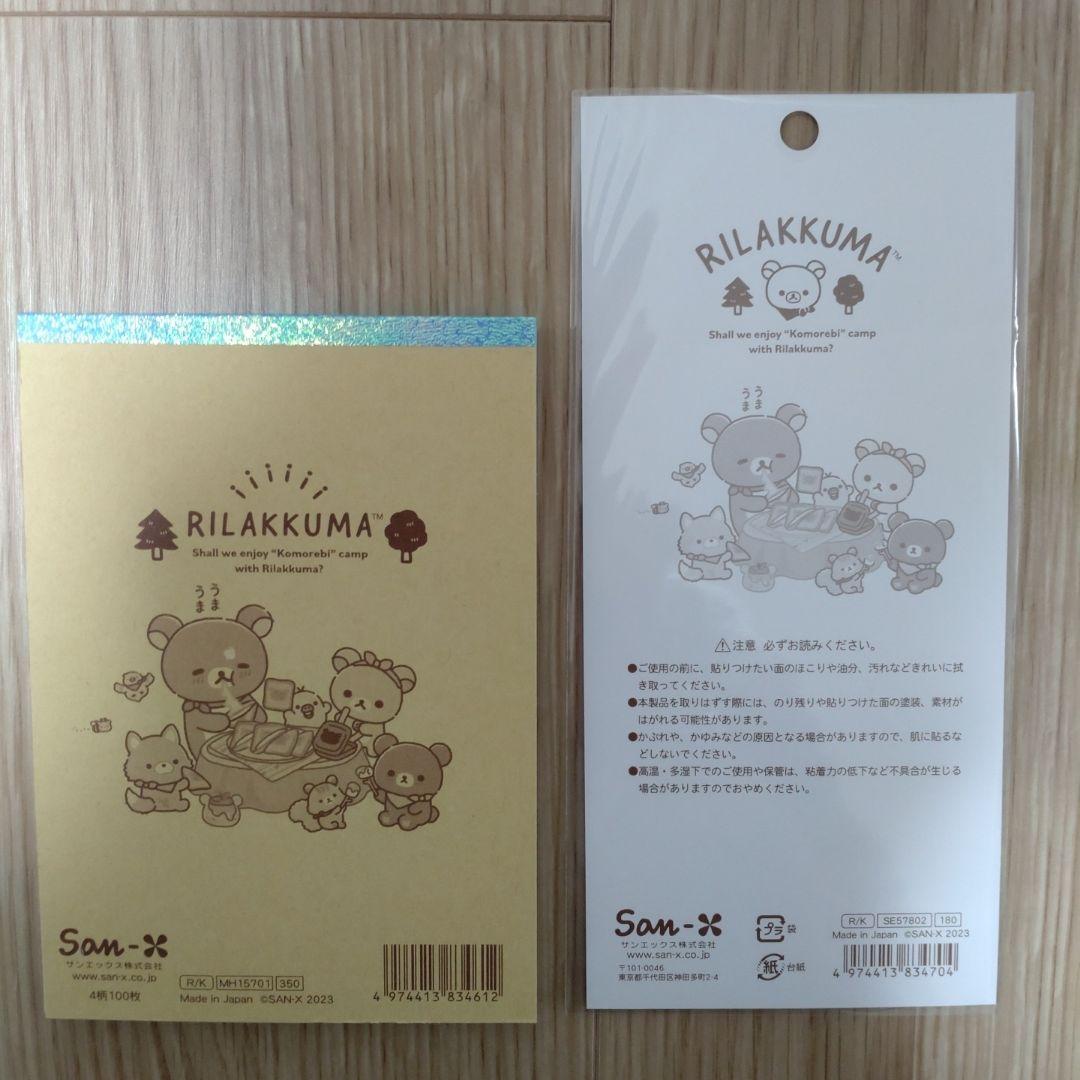 RILAKKUMA™
Shall we enjoy “Komorebi” camp
with Rilakkuma?
うま
うま
San-X
サンエックス株式会社
www.san-x.co.jp
4柄100枚
R/K MH15701 350
Made in Japan ©SAN-X 2023
4 974413 834612
RILAKKUMA™
Shall we enjoy “Komorebi” camp
with Rilakkuma?
うま
うま
⚠注意 必ずお読みください。
●ご使用の前に、貼りつけたい面のほこりや油分、汚れなどきれいに拭
き取ってください。
●本製品を取りはずす際には、のり残りや貼りつけた面の塗装、素材が
はがれる可能性があります。
●かぶれや、かゆみなどの原因となる場合がありますので、肌に貼るな
どしないでください。
●高温・多湿下でのご使用や保管は、粘着力の低下など不具合が生じる
場合がありますのでおやめください。
San-X
サンエックス株式会社
www.san-x.co.jp
〒101-0046
東京都千代田区神田多町2-4
プラ 袋
紙 台紙
R/K SE57802 180
Made in Japan ©SAN-X 2023
4 974413 834704